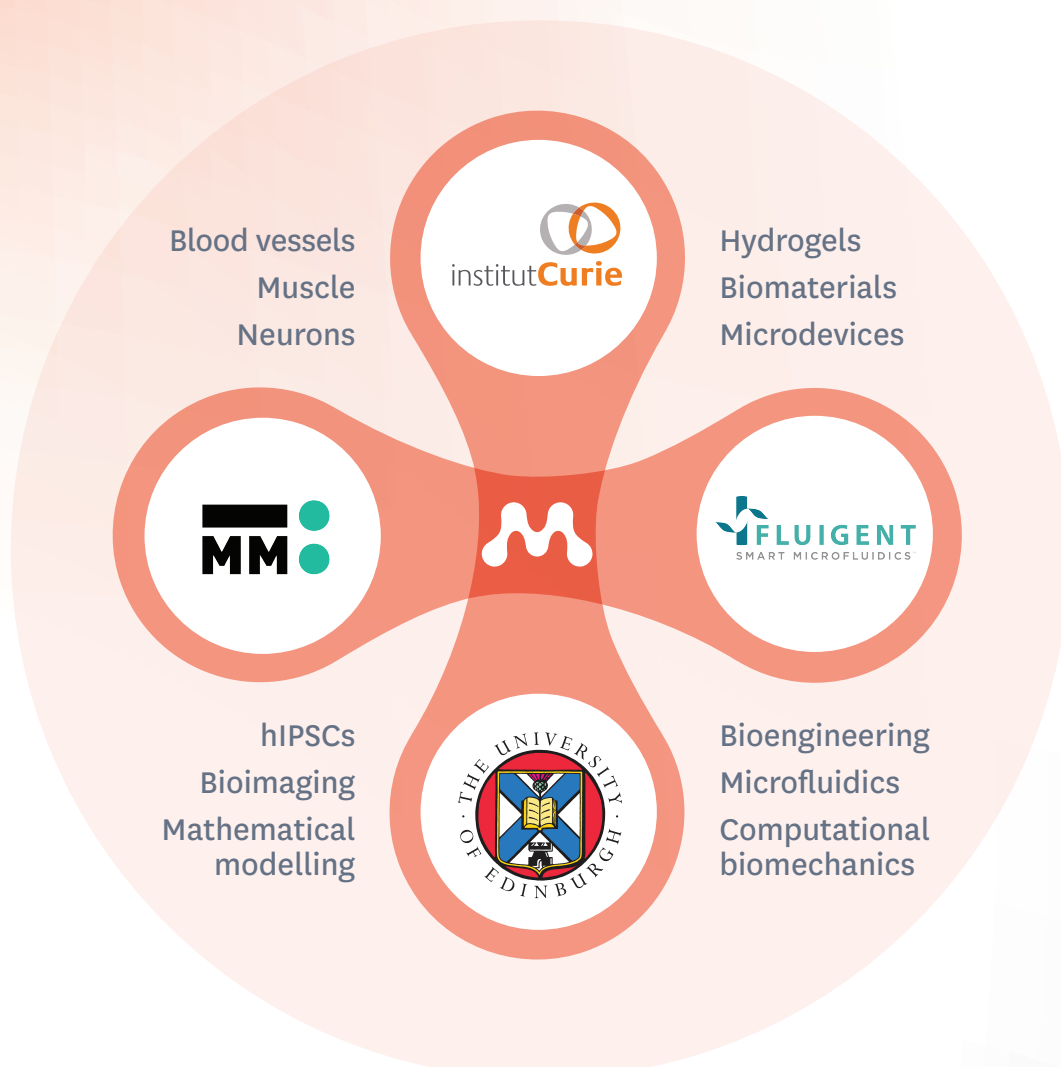 institutCurie
Blood vessels
Muscle
Neurons
Hydrogels
Biomaterials
Microdevices
MM
FLUIGENT
SMART MICROFLUIDICS
hIPSCs
Bioimaging
Mathematical
modelling
THE UNIVERSITY
OF EDINBURGH
Bioengineering
Microfluidics
Computational
biomechanics